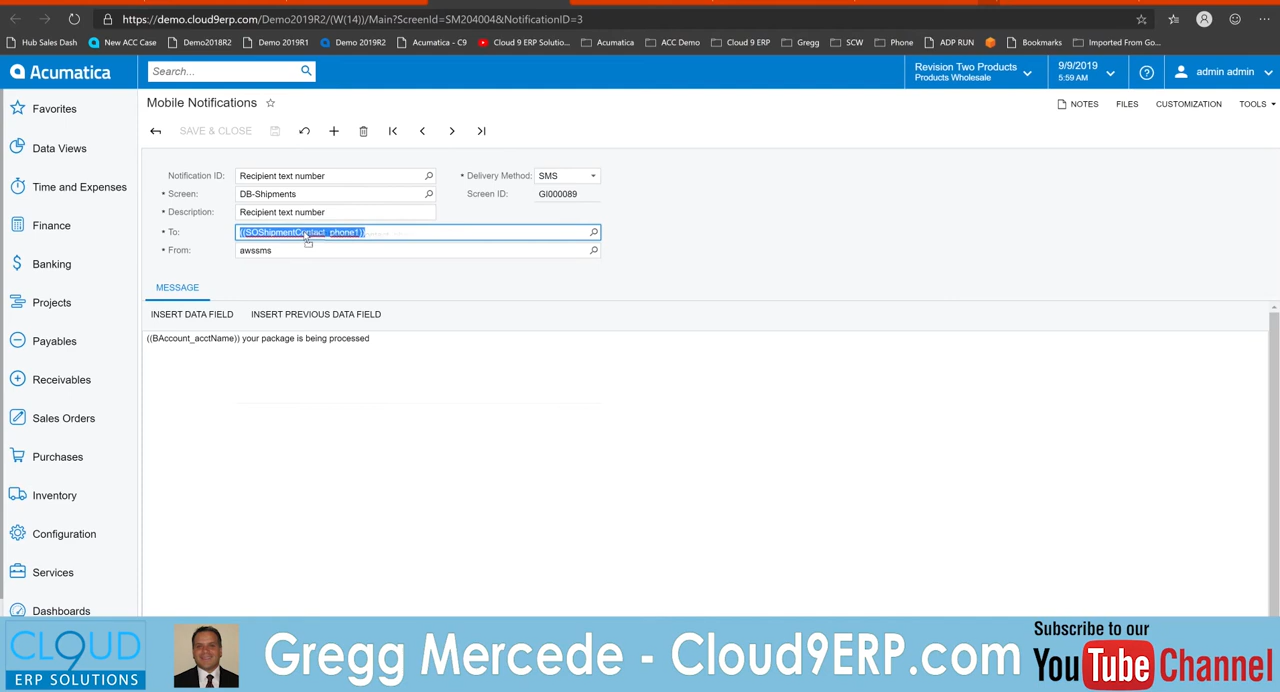 https://demo.cloud9erp.com/Demo2019R2/(W(14))/Main?ScreenId=SM204004&NotificationID=3
Hub Sales Dash New ACC Case Demo2018R2 Demo 2019R1 Demo 2019R2 Acumatica - C9 Cloud 9 ERP Solutio... Acumatica ACC Demo Cloud 9 ERP Gregg SCW Phone ADP RUN Bookmarks Imported From Go...
Acumatica
Search...
Revision Two Products
Products Wholesale
9/9/2019
5:59 AM
admin admin
Favorites
Data Views
Time and Expenses
Finance
Banking
Projects
Payables
Receivables
Sales Orders
Purchases
Inventory
Configuration
Services
Dashboards
Mobile Notifications
NOTES FILES CUSTOMIZATION TOOLS
SAVE & CLOSE
Notification ID: Recipient text number • Delivery Method: SMS
• Screen: DB-Shipments Screen ID: GI000089
• Description: Recipient text number
• To: ((SOShipmentContact_phone1))
• From: awssms
MESSAGE
INSERT DATA FIELD INSERT PREVIOUS DATA FIELD
((BAccount_acctName)) your package is being processed
CLOUD9
ERP SOLUTIONS
Gregg Mercede - Cloud9ERP.com
Subscribe to our
YouTube Channel